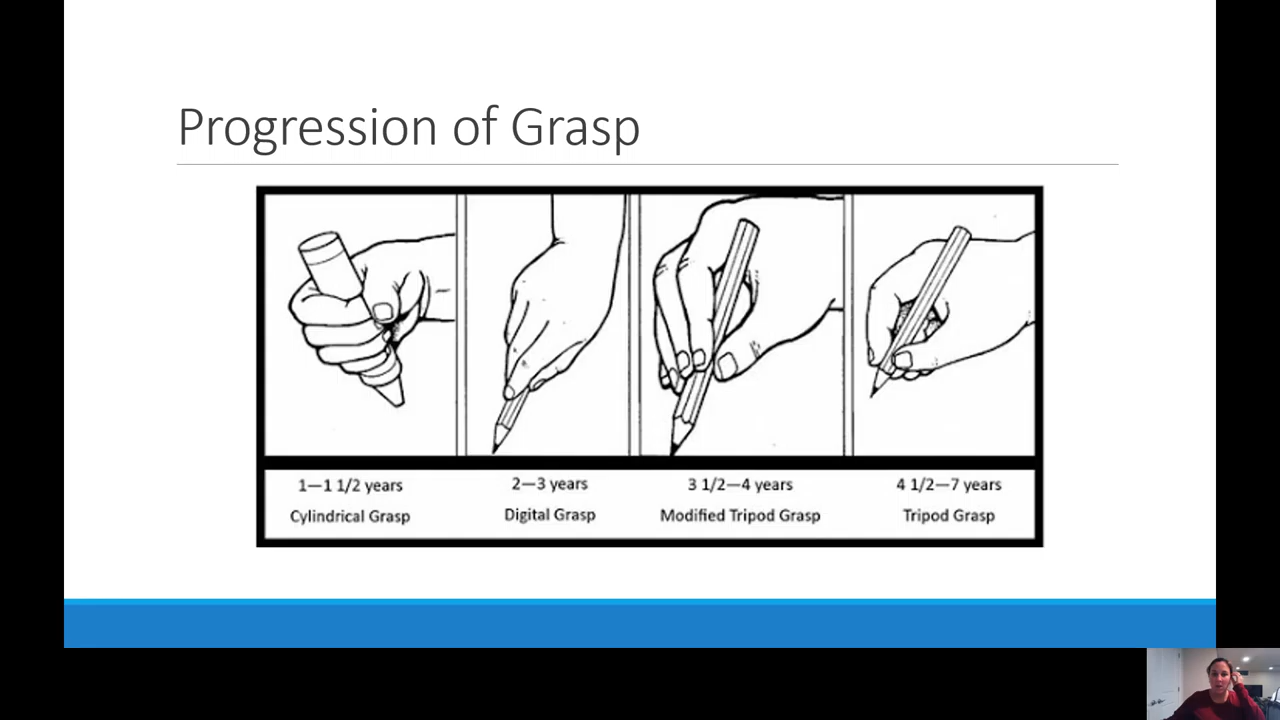 Progression of Grasp
1—1 1/2 years
2—3 years
3 1/2—4 years
4 1/2—7 years
Cylindrical Grasp
Digital Grasp
Modified Tripod Grasp
Tripod Grasp